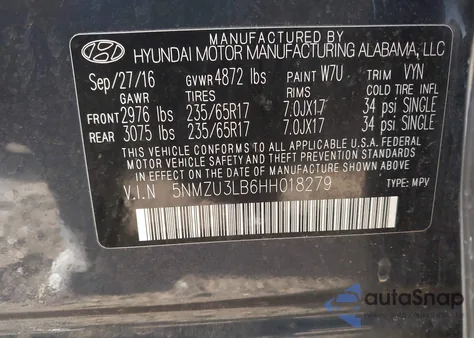 MANUFACTURED BY
HYUNDAI MOTOR MANUFACTURING ALABAMA, LLC
Sep/27/16 GVWR 4872 lbs PAINT W7U TRIM VYN
GAWR TIRES RIMS COLD TIRE INFL.
FRONT 2976 lbs 235/65R17 7.0JX17 34 psi SINGLE
REAR 3075 lbs 235/65R17 7.0JX17 34 psi SINGLE
THIS VEHICLE CONFORMS TO ALL APPLICABLE U.S.A. FEDERAL
MOTOR VEHICLE SAFETY AND THEFT PREVENTION STANDARDS IN
EFFECT ON THE DATE OF MANUFACTURE SHOWN ABOVE.
V.I.N 5NMZU3LB6HH018279 TYPE: MPV
autoSnap